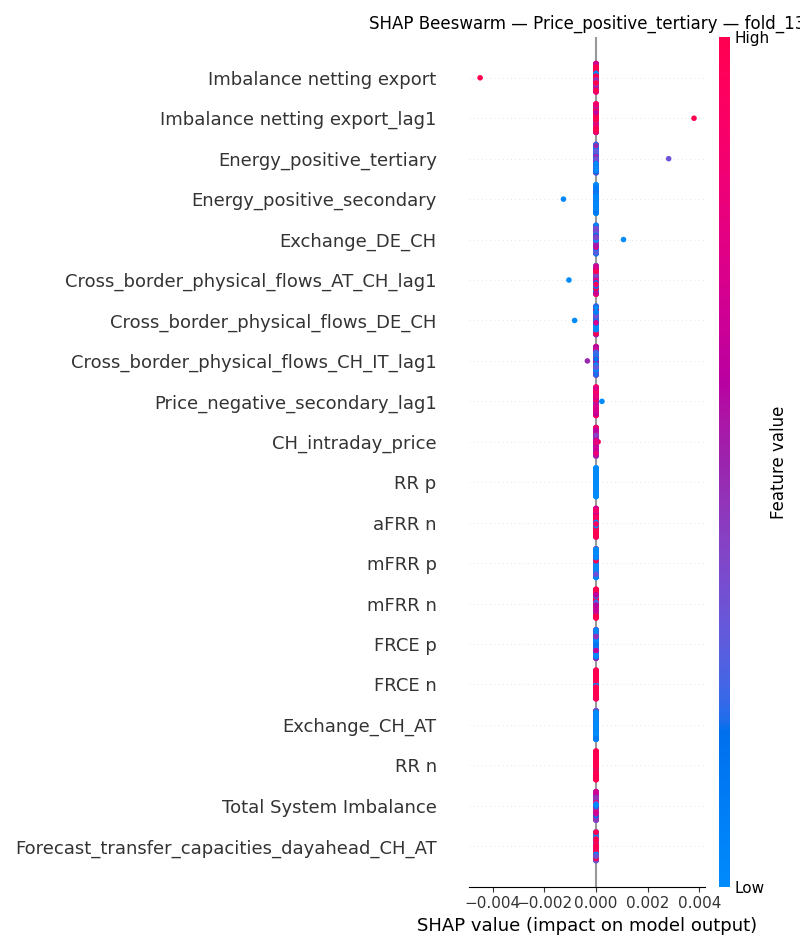 SHAP Beeswarm — Price_positive_tertiary — fold_13
High
Imbalance netting export
Imbalance netting export_lag1
Energy_positive_tertiary
Energy_positive_secondary
Exchange_DE_CH
Cross_border_physical_flows_AT_CH_lag1
Cross_border_physical_flows_DE_CH
Cross_border_physical_flows_CH_IT_lag1
Price_negative_secondary_lag1
CH_intraday_price
RR p
aFRR n
mFRR p
mFRR n
FRCE p
FRCE n
Exchange_CH_AT
RR n
Total System Imbalance
Forecast_transfer_capacities_dayahead_CH_AT
Feature value
Low
−0.004 −0.002 0.000 0.002 0.004
SHAP value (impact on model output)